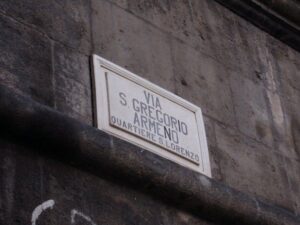 VIA
S. GREGORIO
ARMENO
QUARTIERE S. LORENZO